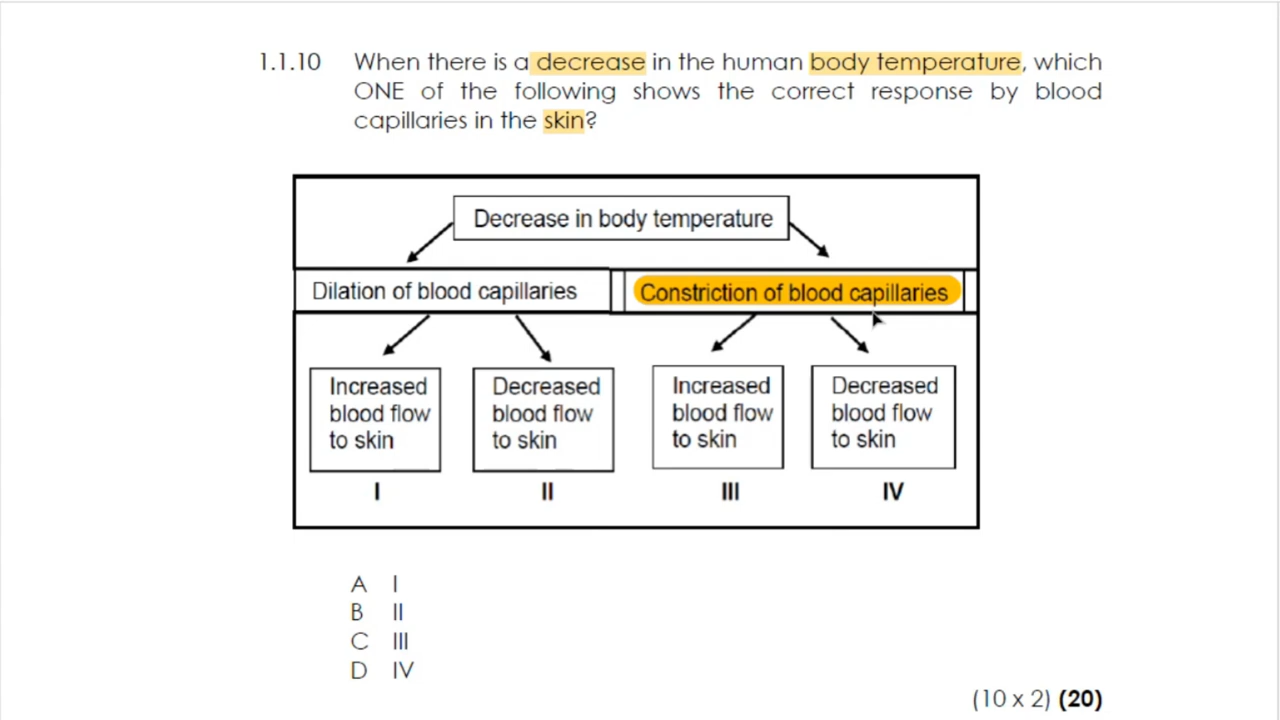 1.1.10 When there is a decrease in the human body temperature, which
ONE of the following shows the correct response by blood
capillaries in the skin?
Decrease in body temperature
Dilation of blood capillaries
Constriction of blood capillaries
Increased
blood flow
to skin
Decreased
blood flow
to skin
Increased
blood flow
to skin
Decreased
blood flow
to skin
I II III IV
A I
B II
C III
D IV
(10 x 2) (20)